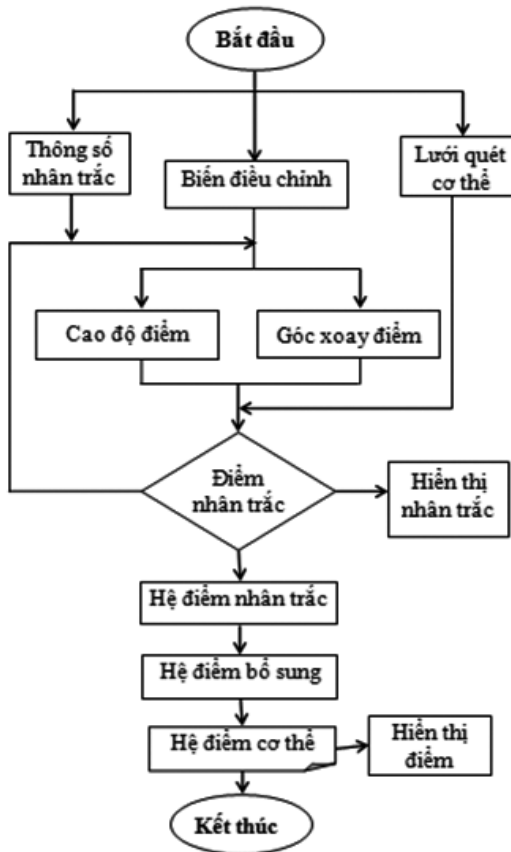 Bắt đầu
Thông số
nhân trắc
Biến điều chỉnh
Lưới quét
cơ thể
Cao độ điểm
Góc xoay điểm
Điểm
nhân trắc
Hiển thị
nhân trắc
Hệ điểm nhân trắc
Hệ điểm bổ sung
Hệ điểm cơ thể
Hiển thị
điểm
Kết thúc